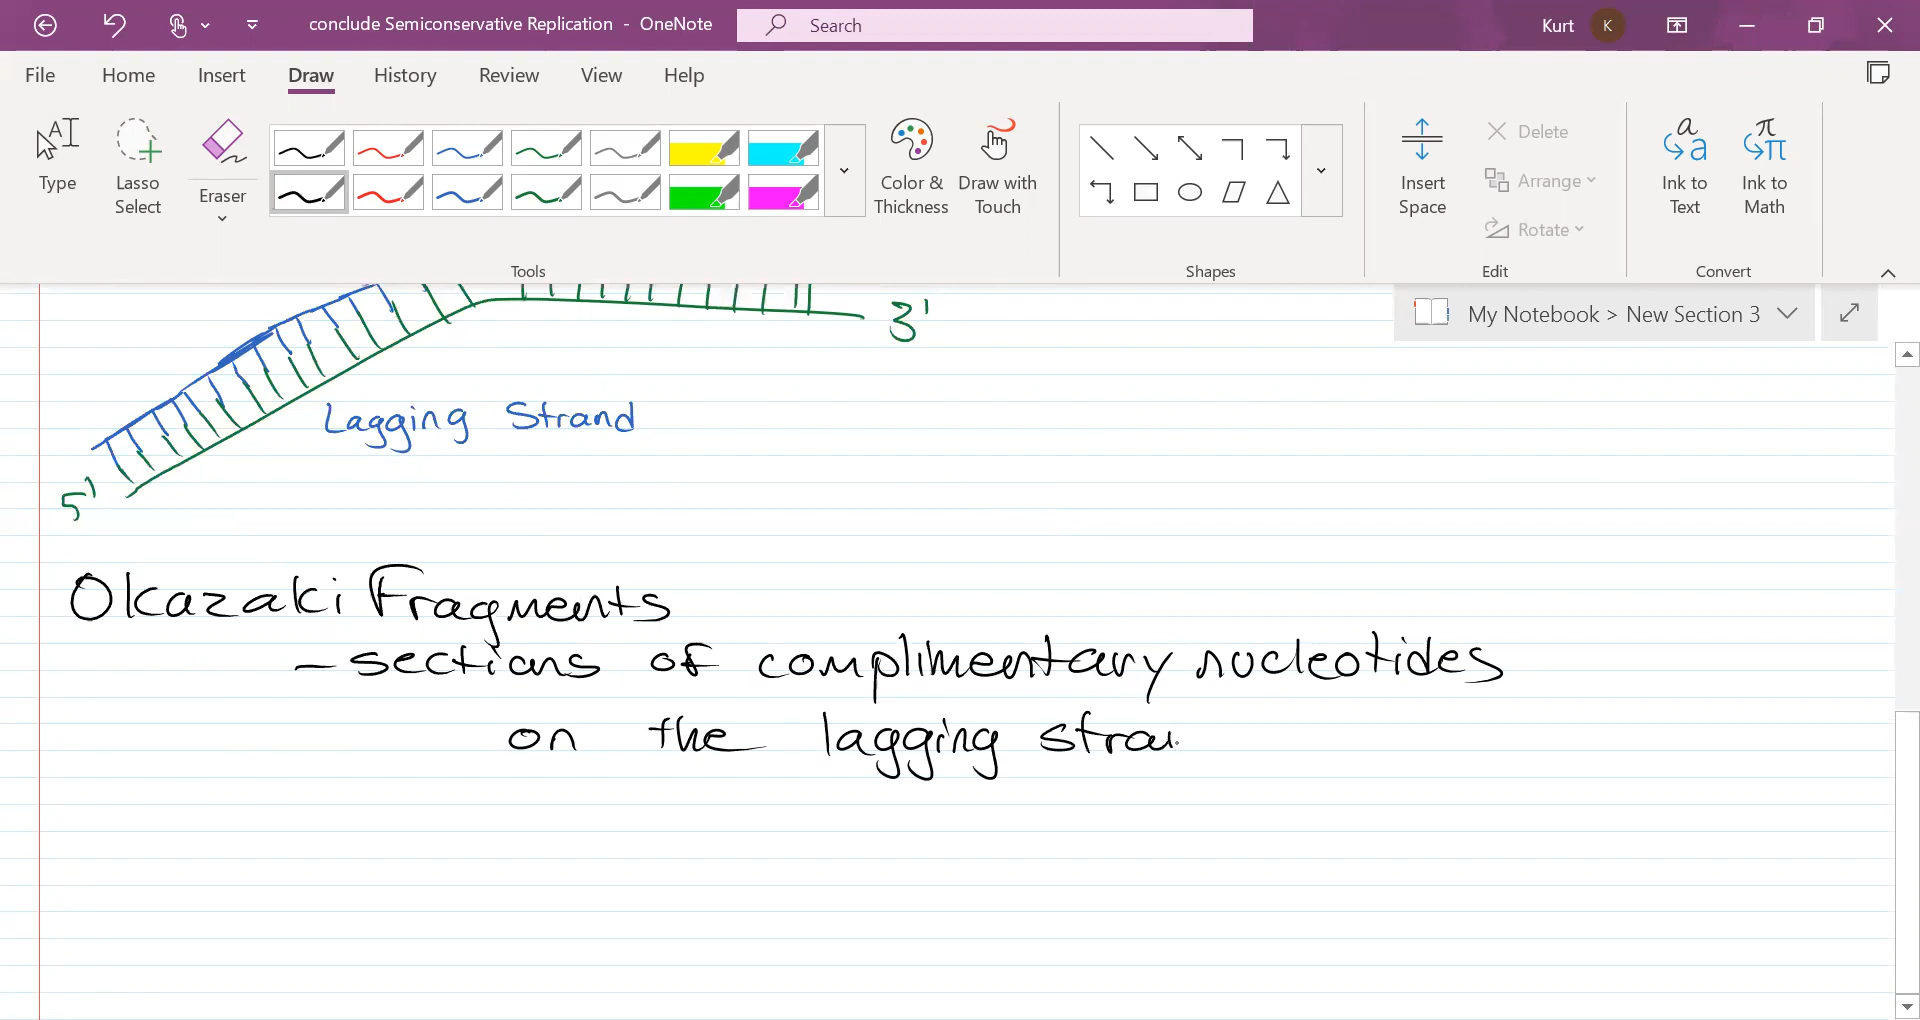 conclude Semiconservative Replication - OneNote
Search
Kurt
K
File Home Insert Draw History Review View Help
Type
Lasso Select
Eraser
Color & Thickness
Draw with Touch
Insert Space
Delete
Arrange
Rotate
Ink to Text
Ink to Math
Tools
Shapes
Edit
Convert
My Notebook > New Section 3
3'
Lagging Strand
5'
Okazaki Fragments
- sections of complimentary nucleotides
on the lagging stran